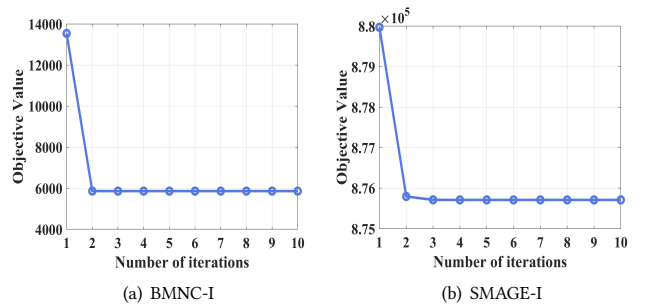 14000
12000
10000
8000
6000
4000
Objective Value
1 2 3 4 5 6 7 8 9 10
Number of iterations
(a) BMNC-I
×10⁵
8.8
8.79
8.78
8.77
8.76
8.75
Objective Value
1 2 3 4 5 6 7 8 9 10
Number of iterations
(b) SMAGE-I